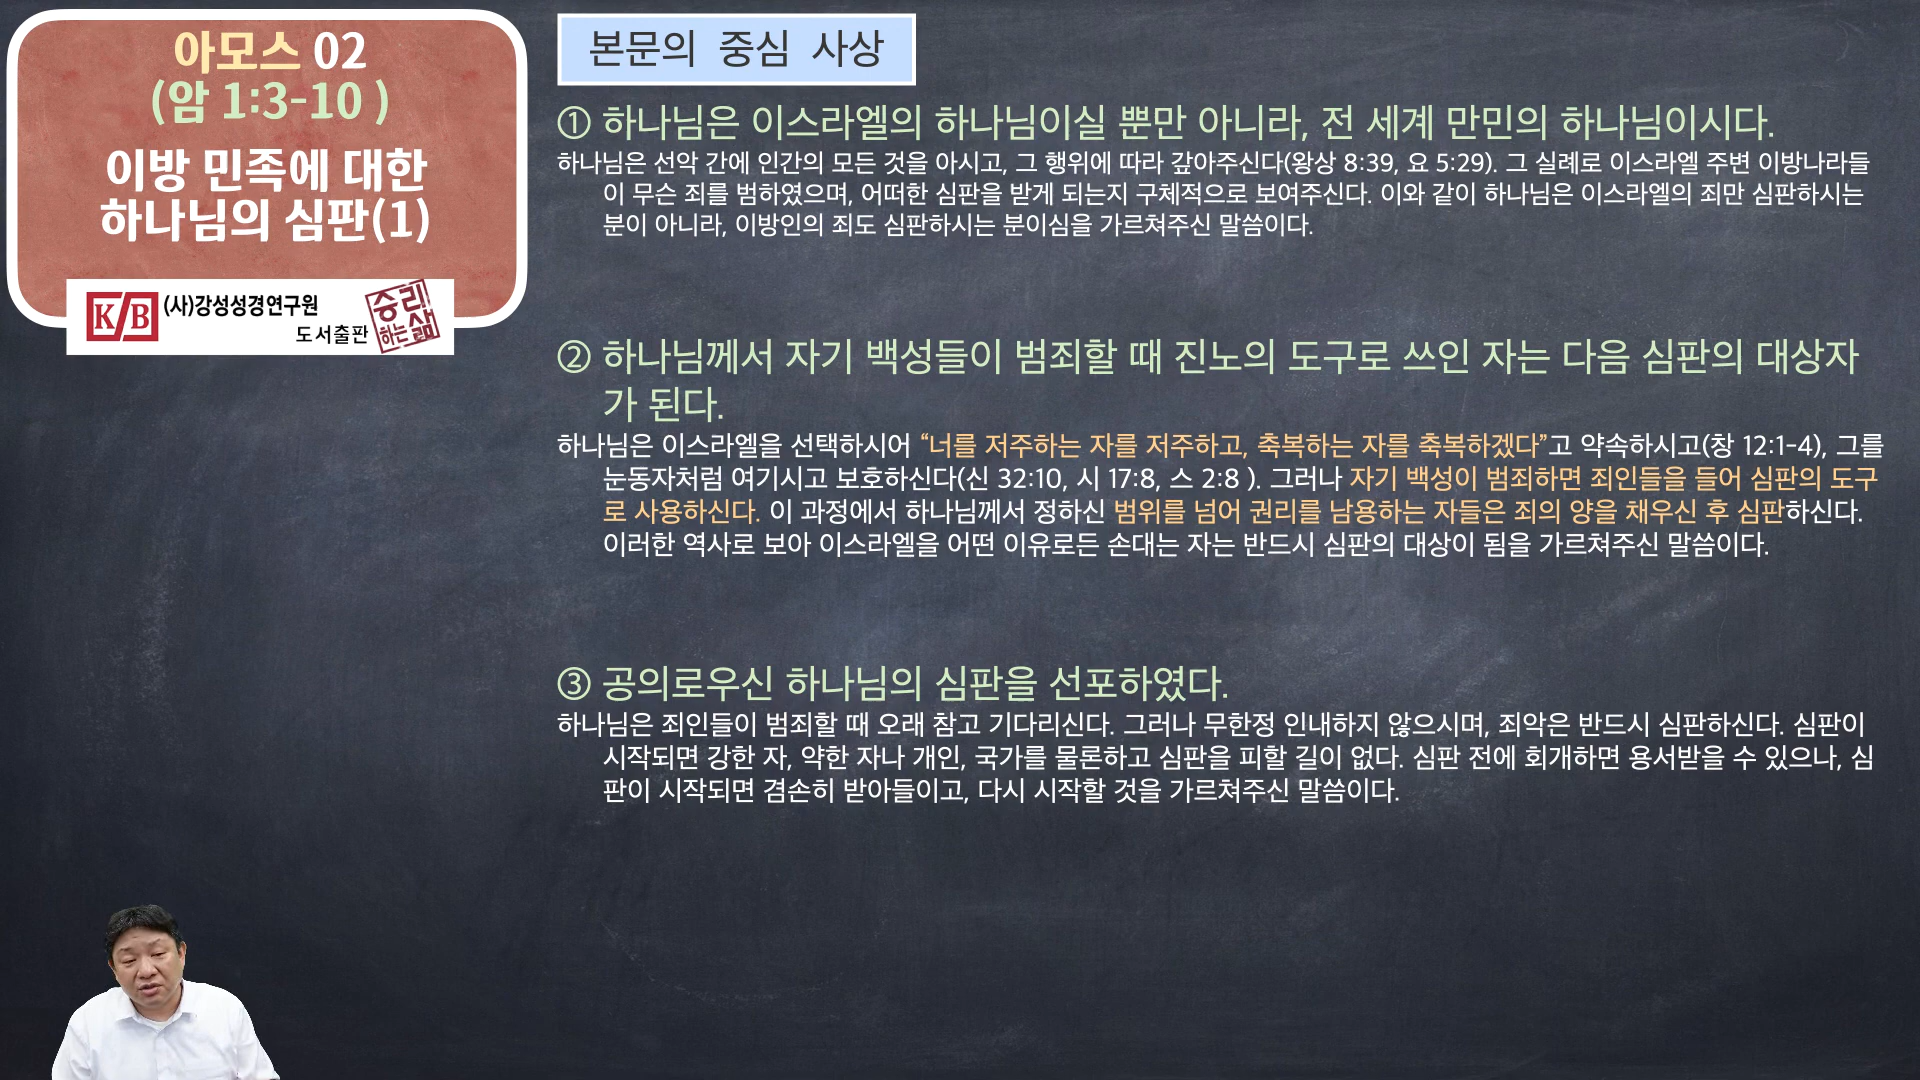 아모스 02
(암 1:3-10 )
이방 민족에 대한
하나님의 심판(1)
K/B (사)강성성경연구원
도서출판 승리하는삶
본문의 중심 사상
① 하나님은 이스라엘의 하나님이실 뿐만 아니라, 전 세계 만민의 하나님이시다.
하나님은 선악 간에 인간의 모든 것을 아시고, 그 행위에 따라 갚아주신다(왕상 8:39, 요 5:29). 그 실례로 이스라엘 주변 이방나라들
이 무슨 죄를 범하였으며, 어떠한 심판을 받게 되는지 구체적으로 보여주신다. 이와 같이 하나님은 이스라엘의 죄만 심판하시는
분이 아니라, 이방인의 죄도 심판하시는 분이심을 가르쳐주신 말씀이다.
② 하나님께서 자기 백성들이 범죄할 때 진노의 도구로 쓰인 자는 다음 심판의 대상자
가 된다.
하나님은 이스라엘을 선택하시어 “너를 저주하는 자를 저주하고, 축복하는 자를 축복하겠다”고 약속하시고(창 12:1-4), 그를
눈동자처럼 여기시고 보호하신다(신 32:10, 시 17:8, 스 2:8 ). 그러나 자기 백성이 범죄하면 죄인들을 들어 심판의 도구
로 사용하신다. 이 과정에서 하나님께서 정하신 범위를 넘어 권리를 남용하는 자들은 죄의 양을 채우신 후 심판하신다.
이러한 역사로 보아 이스라엘을 어떤 이유로든 손대는 자는 반드시 심판의 대상이 됨을 가르쳐주신 말씀이다.
③ 공의로우신 하나님의 심판을 선포하였다.
하나님은 죄인들이 범죄할 때 오래 참고 기다리신다. 그러나 무한정 인내하지 않으시며, 죄악은 반드시 심판하신다. 심판이
시작되면 강한 자, 약한 자나 개인, 국가를 물론하고 심판을 피할 길이 없다. 심판 전에 회개하면 용서받을 수 있으나, 심
판이 시작되면 겸손히 받아들이고, 다시 시작할 것을 가르쳐주신 말씀이다.